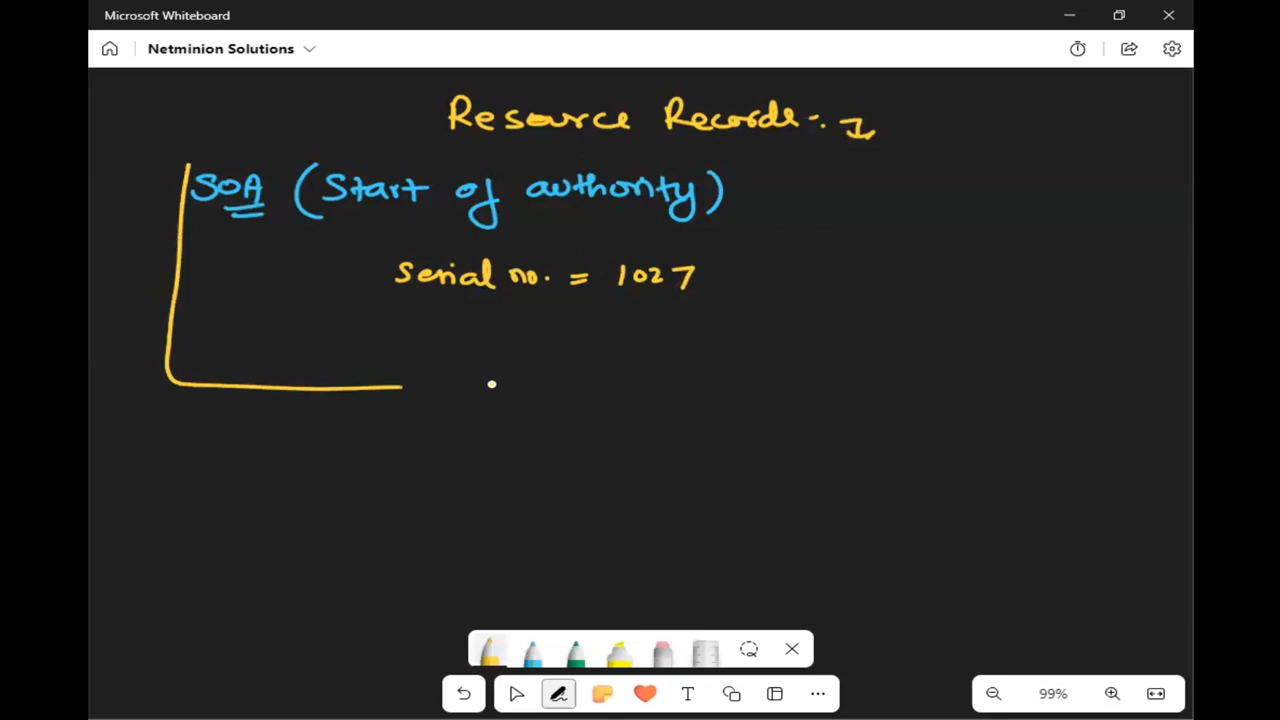 Microsoft Whiteboard
Netminion Solutions
Resource Records:- I
SOA (Start of authority)
Serial no. = 1027
99%